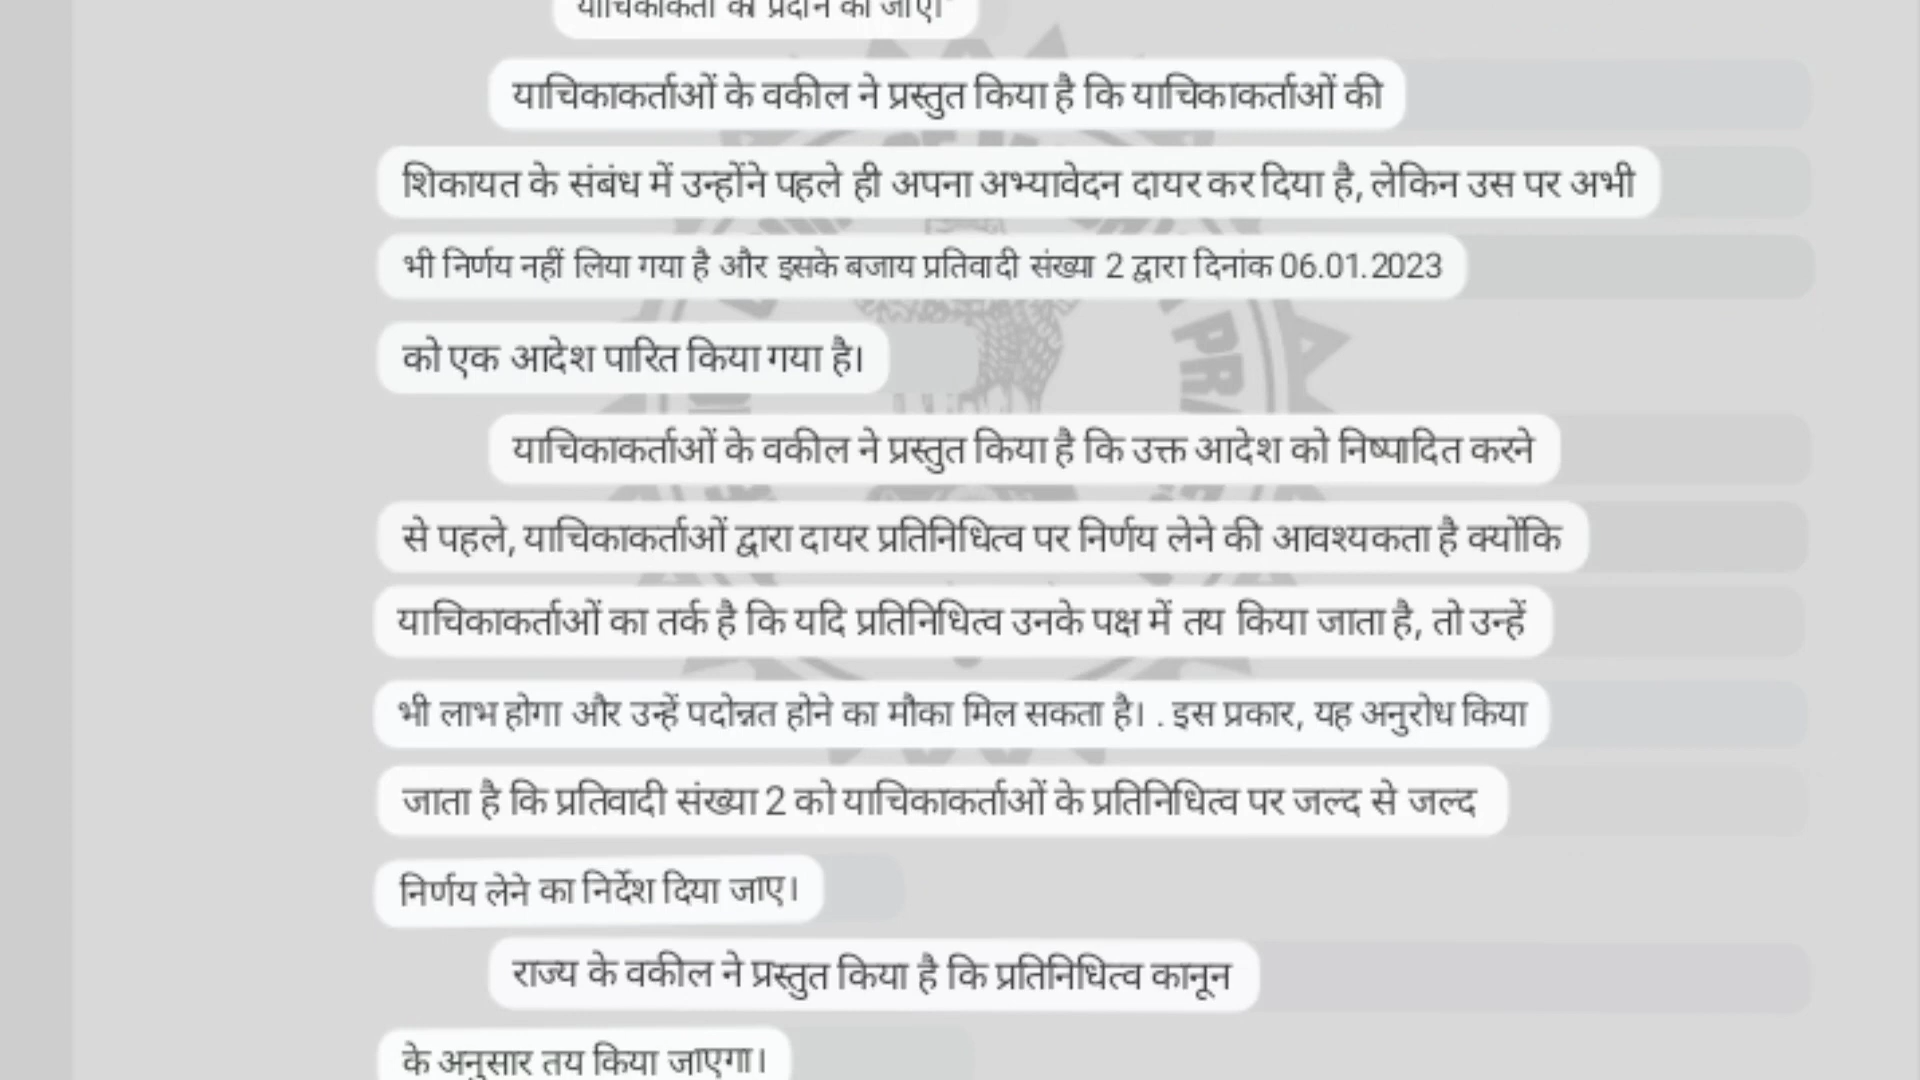 याचिकाकर्ता को प्रदान की जाए।"
याचिकाकर्ताओं के वकील ने प्रस्तुत किया है कि याचिकाकर्ताओं की
शिकायत के संबंध में उन्होंने पहले ही अपना अभ्यावेदन दायर कर दिया है, लेकिन उस पर अभी
भी निर्णय नहीं लिया गया है और इसके बजाय प्रतिवादी संख्या 2 द्वारा दिनांक 06.01.2023
को एक आदेश पारित किया गया है।
याचिकाकर्ताओं के वकील ने प्रस्तुत किया है कि उक्त आदेश को निष्पादित करने
से पहले, याचिकाकर्ताओं द्वारा दायर प्रतिनिधित्व पर निर्णय लेने की आवश्यकता है क्योंकि
याचिकाकर्ताओं का तर्क है कि यदि प्रतिनिधित्व उनके पक्ष में तय किया जाता है, तो उन्हें
भी लाभ होगा और उन्हें पदोन्नत होने का मौका मिल सकता है। . इस प्रकार, यह अनुरोध किया
जाता है कि प्रतिवादी संख्या 2 को याचिकाकर्ताओं के प्रतिनिधित्व पर जल्द से जल्द
निर्णय लेने का निर्देश दिया जाए।
राज्य के वकील ने प्रस्तुत किया है कि प्रतिनिधित्व कानून
के अनुसार तय किया जाएगा।